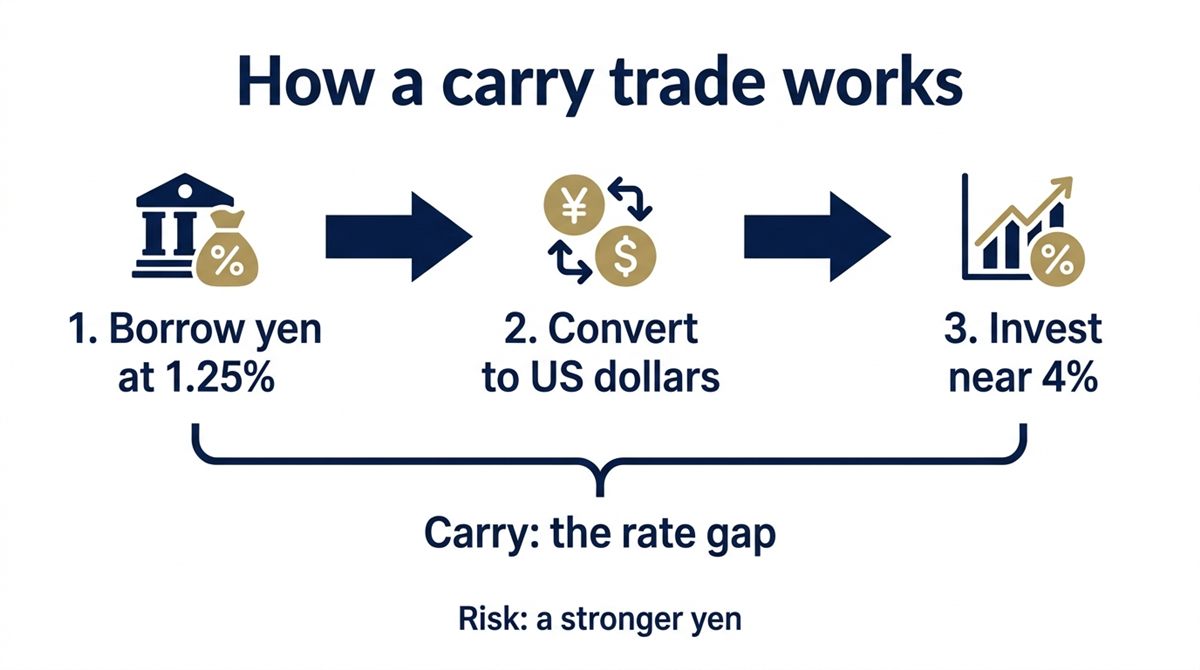 How a carry trade works
%
¥
$
%
1. Borrow yen
at 1.25%
2. Convert
to US dollars
3. Invest
near 4%
Carry: the rate gap
Risk: a stronger yen